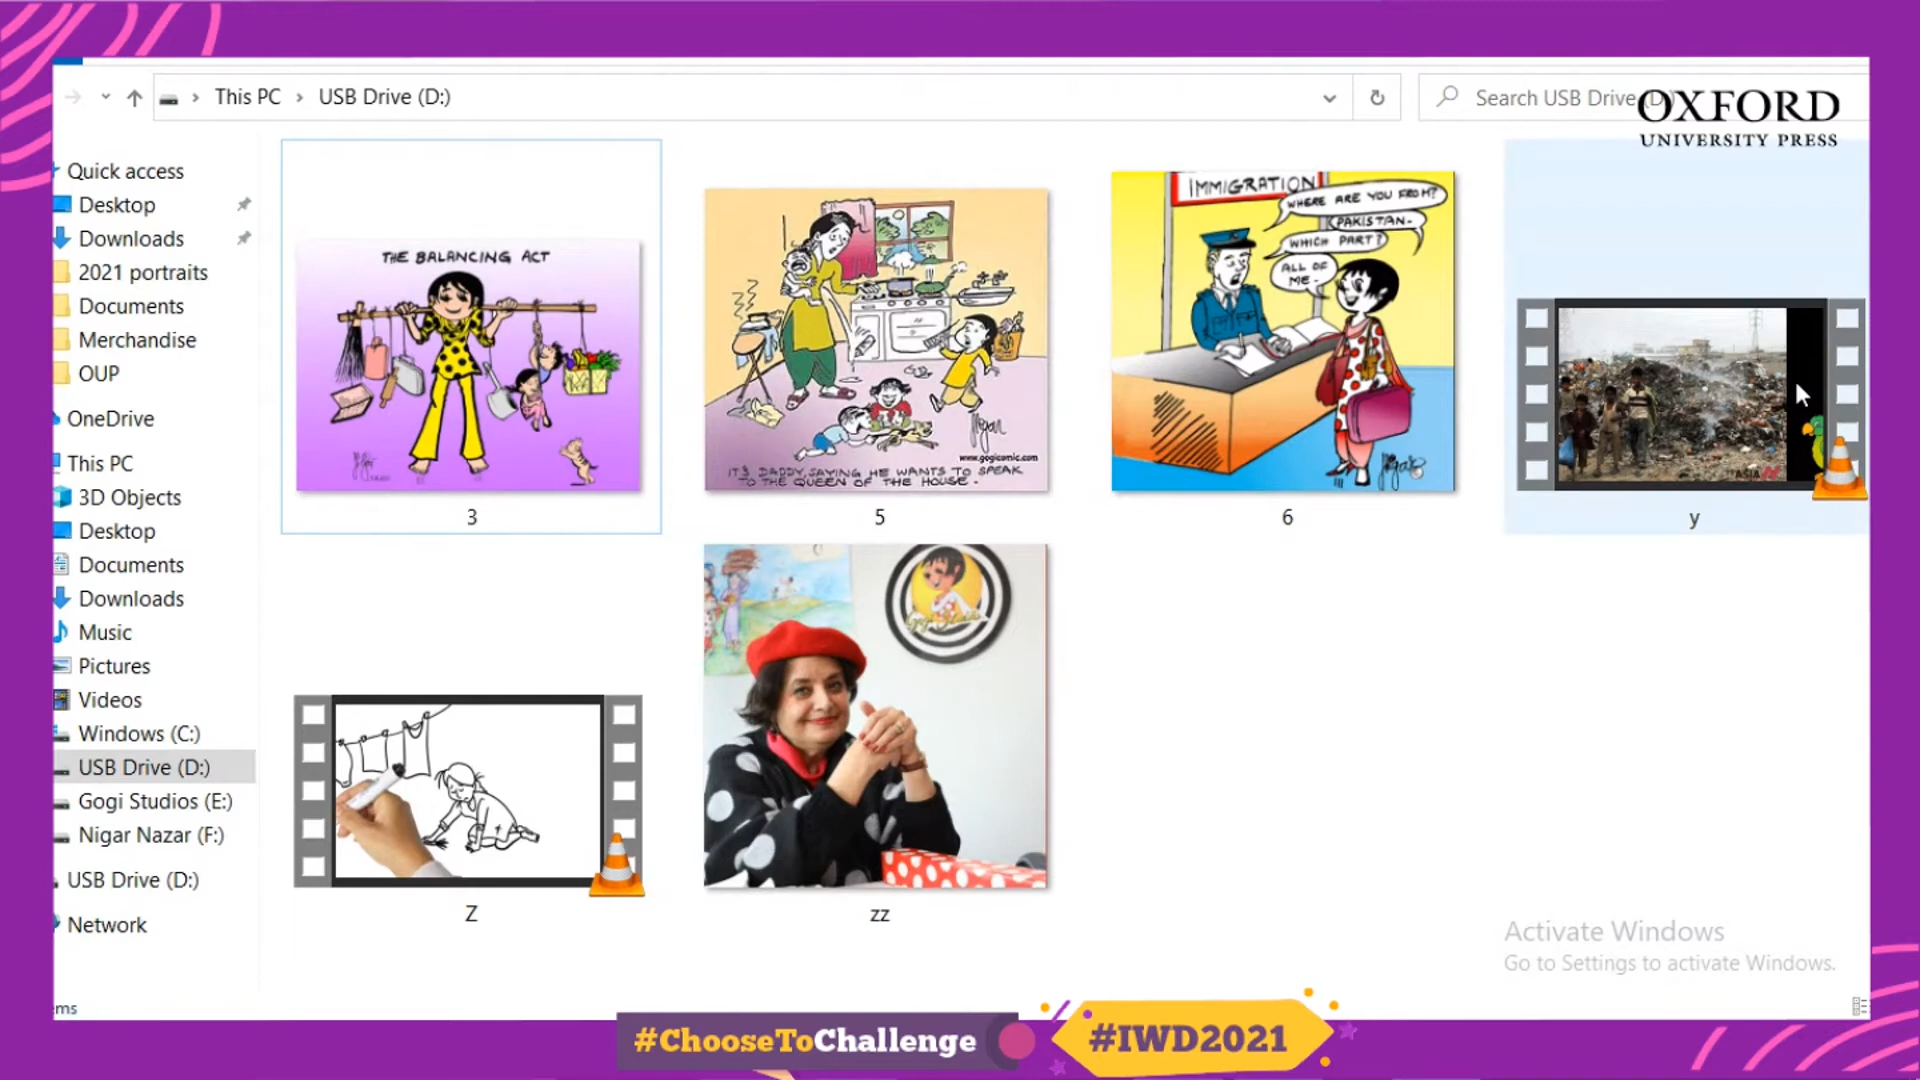 This PC > USB Drive (D:)
Search USB Drive (D:)
OXFORD
UNIVERSITY PRESS
Quick access
Desktop
Downloads
2021 portraits
Documents
Merchandise
OUP
OneDrive
This PC
3D Objects
Desktop
Documents
Downloads
Music
Pictures
Videos
Windows (C:)
USB Drive (D:)
Gogi Studios (E:)
Nigar Nazar (F:)
USB Drive (D:)
Network
THE BALANCING ACT
3
www.gogicomic.com
IT'S DADDY, SAYING HE WANTS TO SPEAK
TO THE QUEEN OF THE HOUSE.
5
IMMIGRATION
WHERE ARE YOU FROM?
PAKISTAN.
WHICH PART?
ALL OF
ME.
6
ASIA
y
Z
zz
Activate Windows
Go to Settings to activate Windows.
ms
#ChooseToChallenge
#IWD2021